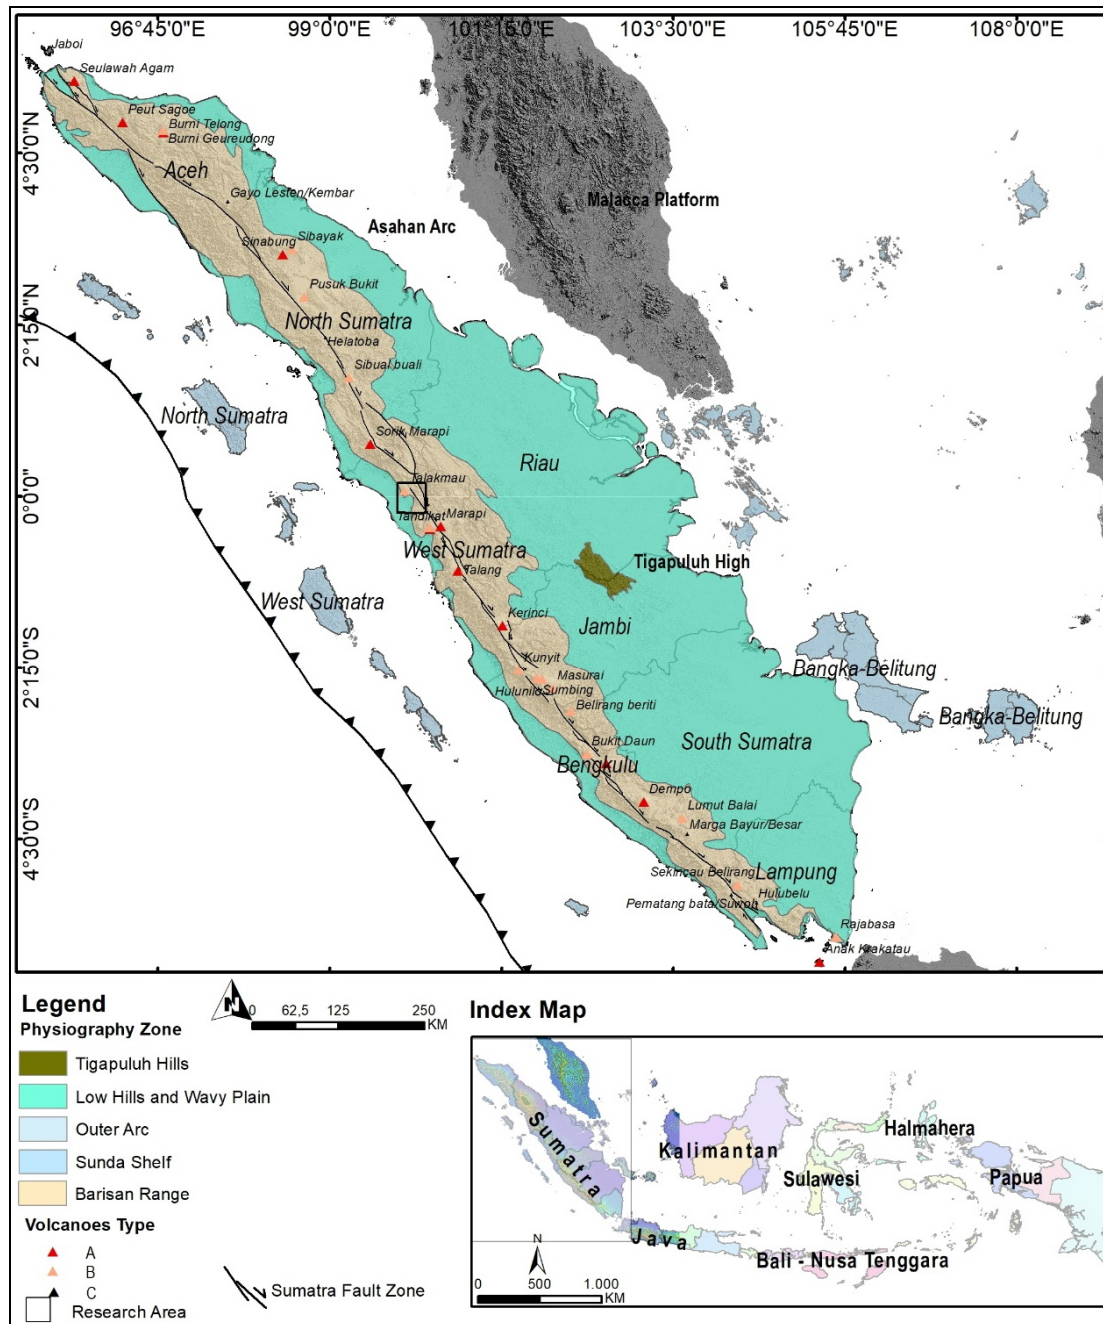 96°45'0"E
99°0'0"E
101°15'0"E
103°30'0"E
105°45'0"E
108°0'0"E
4°30'0"N
2°15'0"N
0°0'0"
2°15'0"S
4°30'0"S
Jaboi
Seulawah Agam
Peut Sagoe
Burni Telong
Burni Geureudong
Aceh
Gayo Lesten/Kembar
Malacca Platform
Asahan Arc
Sibayak
Sinabung
Pusuk Bukit
North Sumatra
Helatoba
Sibual buali
North Sumatra
Sorik Marapi
Riau
Talakmau
Tandikat
Marapi
West Sumatra
Tigapuluh High
Talang
West Sumatra
Kerinci
Jambi
Kunyit
Masurai
Hulunilo
Sumbing
Bangka-Belitung
Belirang beriti
Bangka-Belitung
Bukit Daun
South Sumatra
Bengkulu
Dempo
Lumut Balai
Marga Bayur/Besar
Sekincau Belirang
Lampung
Hulubelu
Pematang bata/Suwoh
Rajabasa
Anak Krakatau
Legend
N
0 62,5 125 250
KM
Physiography Zone
Tigapuluh Hills
Low Hills and Wavy Plain
Outer Arc
Sunda Shelf
Barisan Range
Volcanoes Type
A
B
C
Research Area
Sumatra Fault Zone
Index Map
Sumatra
Kalimantan
Halmahera
Sulawesi
Papua
Java
Bali - Nusa Tenggara
N
0 500 1.000
KM